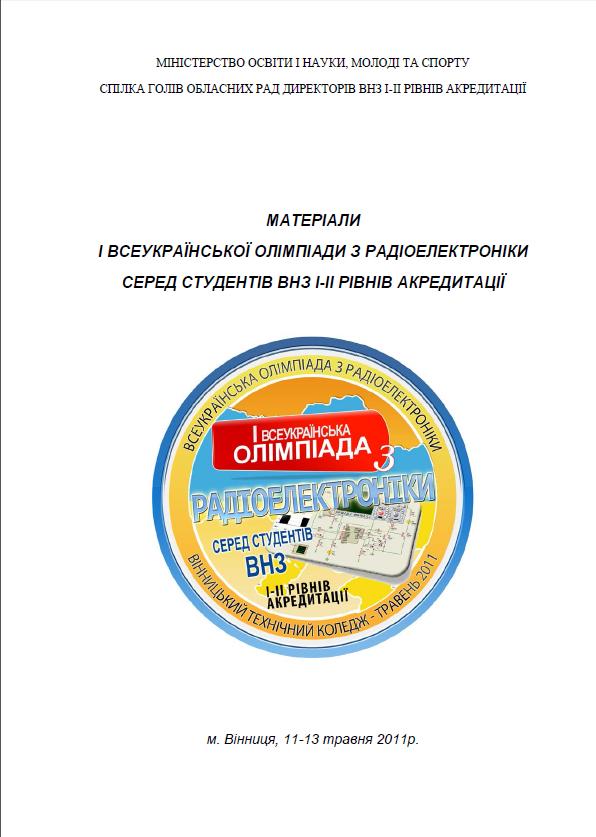 МІНІСТЕРСТВО ОСВІТИ І НАУКИ, МОЛОДІ ТА СПОРТУ
СПІЛКА ГОЛІВ ОБЛАСНИХ РАД ДИРЕКТОРІВ ВНЗ І-ІІ РІВНІВ АКРЕДИТАЦІЇ
МАТЕРІАЛИ
І ВСЕУКРАЇНСЬКОЇ ОЛІМПІАДИ З РАДІОЕЛЕКТРОНІКИ
СЕРЕД СТУДЕНТІВ ВНЗ І-ІІ РІВНІВ АКРЕДИТАЦІЇ
ВСЕУКРАЇНСЬКА ОЛІМПІАДА З РАДІОЕЛЕКТРОНІКИ
І ВСЕУКРАЇНСЬКА
ОЛІМПІАДА З
РАДІОЕЛЕКТРОНІКИ
СЕРЕД СТУДЕНТІВ
ВНЗ
І-ІІ РІВНІВ
АКРЕДИТАЦІЇ
ВІННИЦЬКИЙ ТЕХНІЧНИЙ КОЛЕДЖ - ТРАВЕНЬ 2011
м. Вінниця, 11-13 травня 2011р.